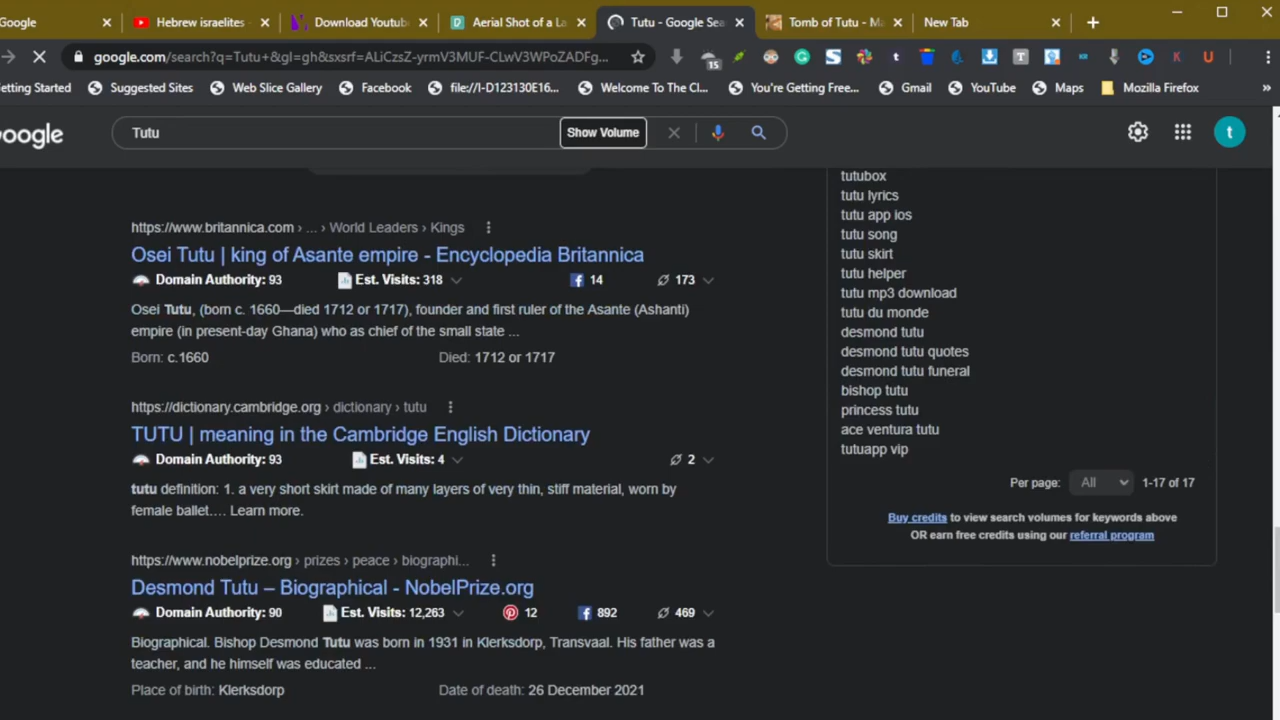 Google
Hebrew israelites -
Download Youtub
Aerial Shot of a La
Tutu - Google Sea
Tomb of Tutu - Ma
New Tab
google.com/search?q=Tutu+&gl=gh&sxsrf=ALiCzsZ-yrmV3MUF-CLwV3WPoZADFg...
15
etting Started
Suggested Sites
Web Slice Gallery
Facebook
file:///I-D123130E16...
Welcome To The Cl...
You're Getting Free...
Gmail
YouTube
Maps
Mozilla Firefox
»
oogle
Tutu
Show Volume
t
https://www.britannica.com › ... › World Leaders › Kings
Osei Tutu | king of Asante empire - Encyclopedia Britannica
Domain Authority: 93
Est. Visits: 318
14
173
Osei Tutu, (born c. 1660—died 1712 or 1717), founder and first ruler of the Asante (Ashanti)
empire (in present-day Ghana) who as chief of the small state ...
Born: c.1660
Died: 1712 or 1717
https://dictionary.cambridge.org › dictionary › tutu
TUTU | meaning in the Cambridge English Dictionary
Domain Authority: 93
Est. Visits: 4
2
tutu definition: 1. a very short skirt made of many layers of very thin, stiff material, worn by
female ballet.... Learn more.
https://www.nobelprize.org › prizes › peace › biographi...
Desmond Tutu – Biographical - NobelPrize.org
Domain Authority: 90
Est. Visits: 12,263
12
892
469
Biographical. Bishop Desmond Tutu was born in 1931 in Klerksdorp, Transvaal. His father was a
teacher, and he himself was educated ...
Place of birth: Klerksdorp
Date of death: 26 December 2021
tutubox
tutu lyrics
tutu app ios
tutu song
tutu skirt
tutu helper
tutu mp3 download
tutu du monde
desmond tutu
desmond tutu quotes
desmond tutu funeral
bishop tutu
princess tutu
ace ventura tutu
tutuapp vip
Per page: All 1-17 of 17
Buy credits to view search volumes for keywords above
OR earn free credits using our referral program